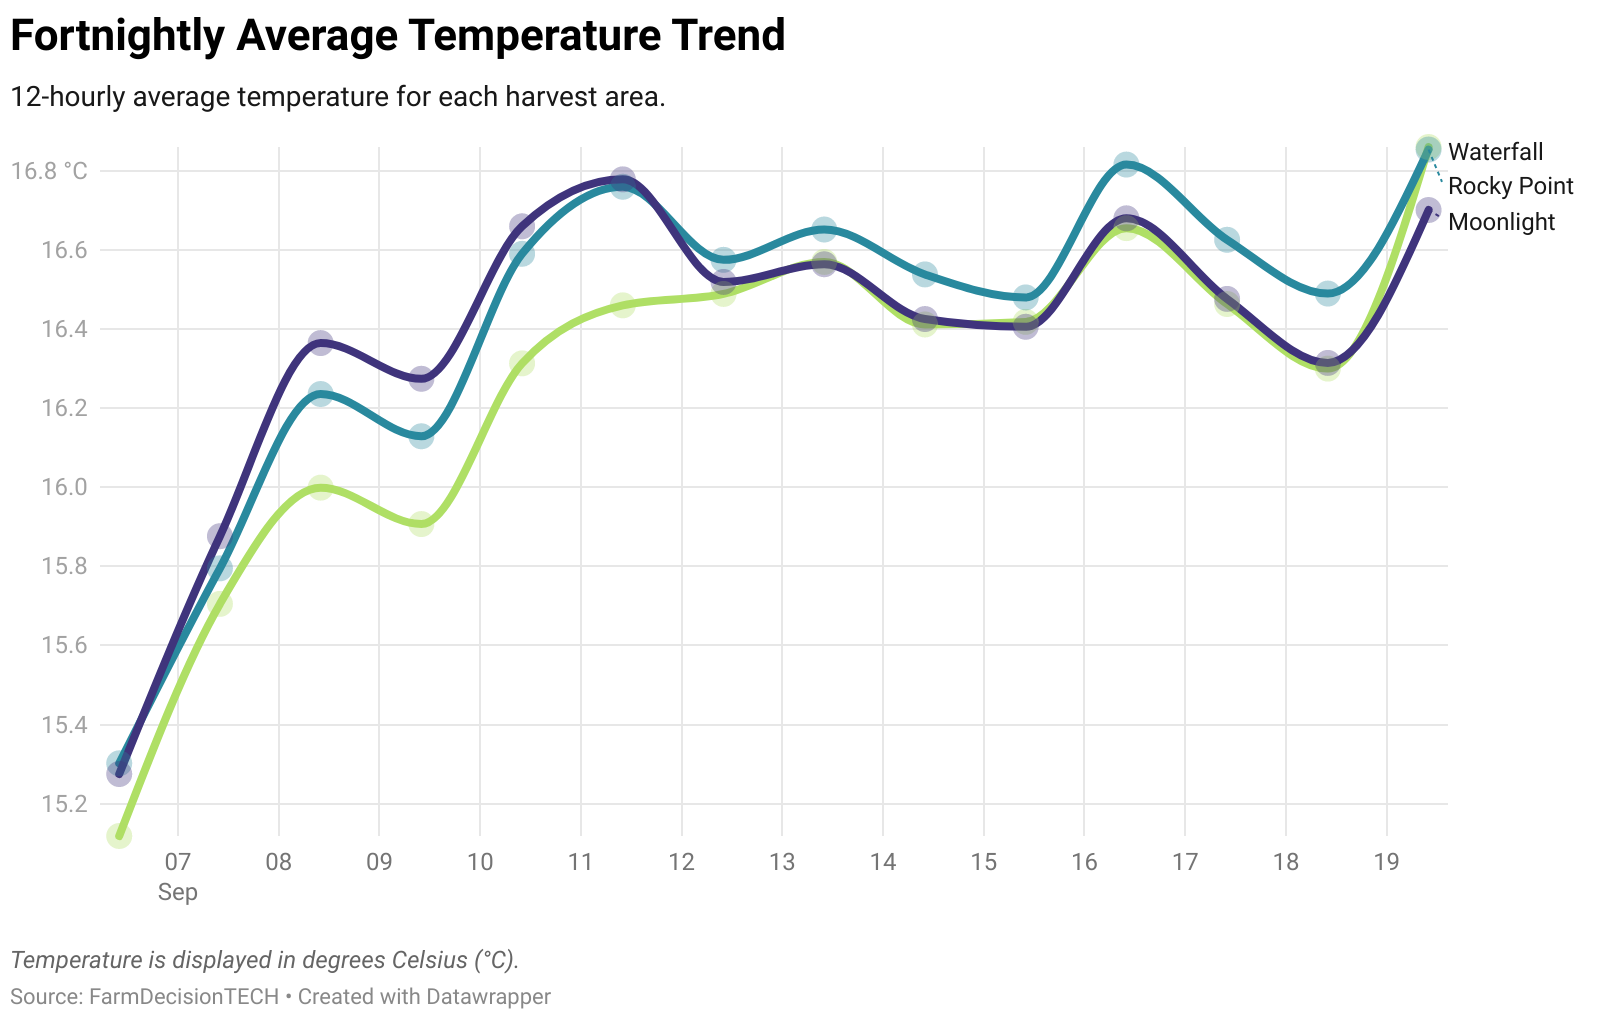 Fortnightly Average Temperature Trend
12-hourly average temperature for each harvest area.
16.8 °C
16.6
16.4
16.2
16.0
15.8
15.6
15.4
15.2
Waterfall
Rocky Point
Moonlight
07 08 09 10 11 12 13 14 15 16 17 18 19
Sep
Temperature is displayed in degrees Celsius (°C).
Source: FarmDecisionTECH • Created with Datawrapper